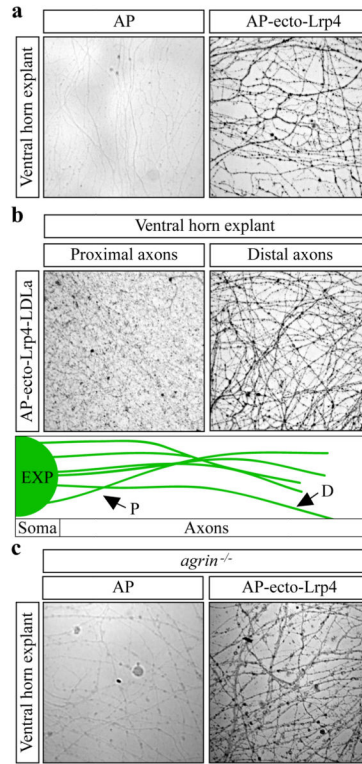 a
AP AP-ecto-Lrp4
Ventral horn explant
b
Ventral horn explant
Proximal axons Distal axons
AP-ecto-Lrp4-LDLa
EXP
P
D
Soma Axons
c
agrin-/-
AP AP-ecto-Lrp4
Ventral horn explant